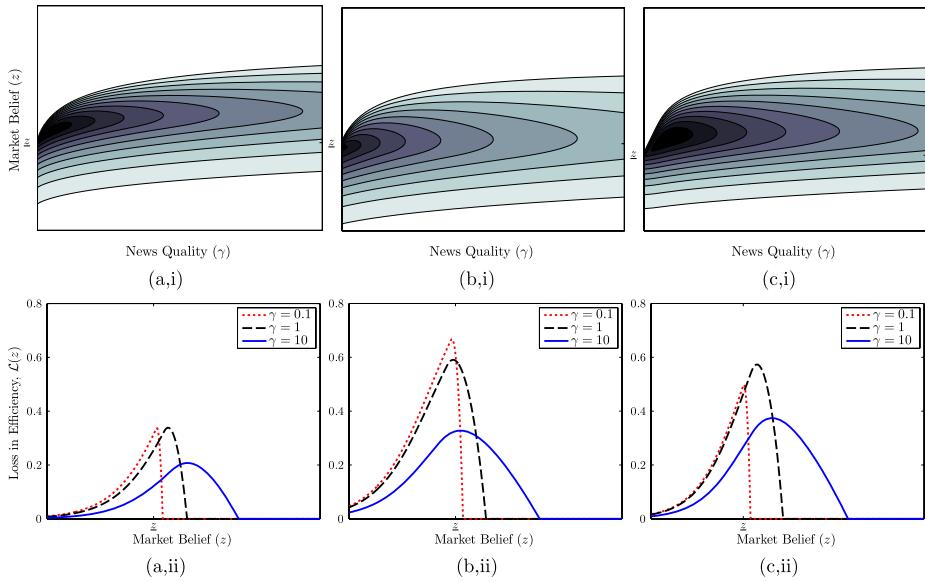 Market Belief (z)
z
z
z
News Quality (γ)
News Quality (γ)
News Quality (γ)
(a,i)
(b,i)
(c,i)
Loss in Efficiency, ℒ(z)
0.8
0.6
0.4
0.2
0
γ = 0.1
γ = 1
γ = 10
z
Market Belief (z)
(a,ii)
0.8
0.6
0.4
0.2
0
γ = 0.1
γ = 1
γ = 10
z
Market Belief (z)
(b,ii)
0.8
0.6
0.4
0.2
0
γ = 0.1
γ = 1
γ = 10
z
Market Belief (z)
(c,ii)